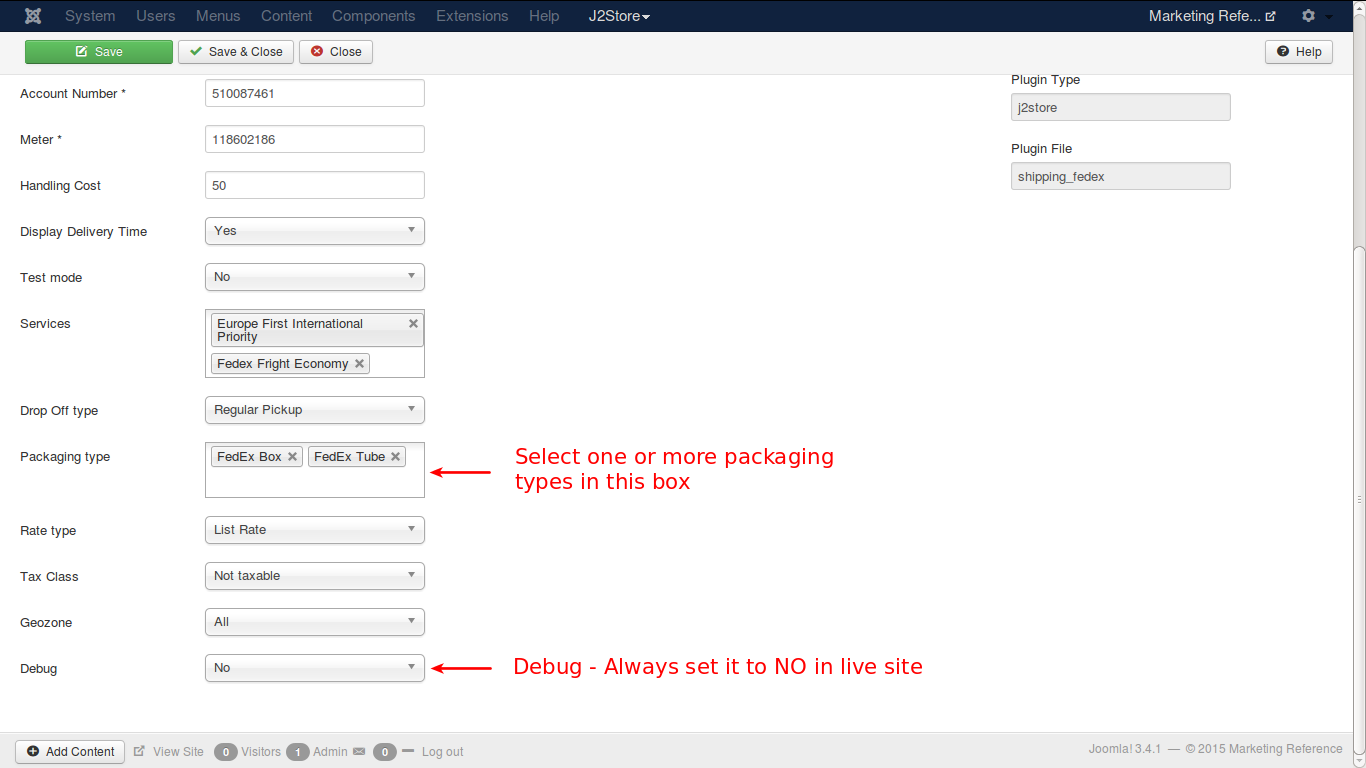 System Users Menus Content Components Extensions Help J2Store Marketing Refe...
Save Save & Close Close Help
Account Number * 510087461
Plugin Type
j2store
Meter * 118602186
Plugin File
shipping_fedex
Handling Cost 50
Display Delivery Time Yes
Test mode No
Services Europe First International
Priority
Fedex Fright Economy
Drop Off type Regular Pickup
Packaging type FedEx Box FedEx Tube
Select one or more packaging
types in this box
Rate type List Rate
Tax Class Not taxable
Geozone All
Debug No
Debug - Always set it to NO in live site
Add Content View Site 0 Visitors 1 Admin 0 Log out Joomla! 3.4.1 — © 2015 Marketing Reference